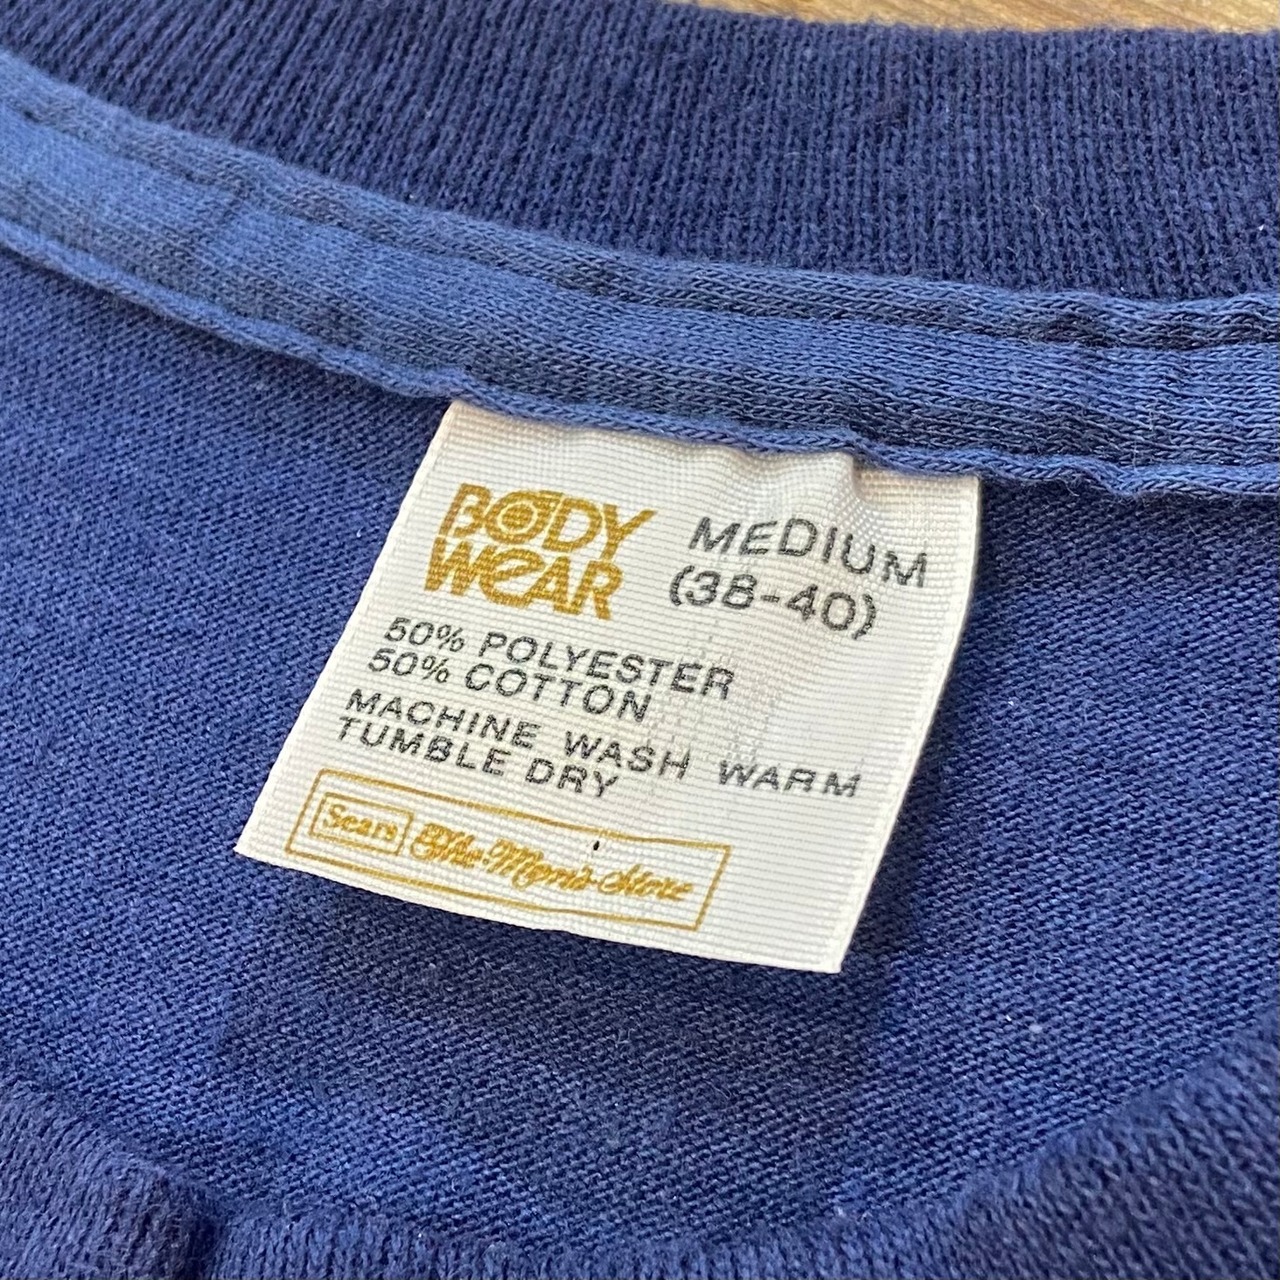 BODY
WEAR
MEDIUM
(38-40)
50% POLYESTER
50% COTTON
MACHINE WASH WARM
TUMBLE DRY
Sears The Men's Store